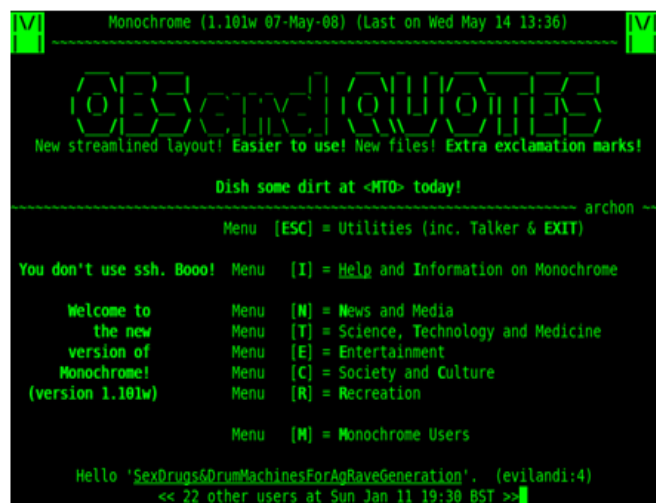 Monochrome (1.101w 07-May-08) (Last on Wed May 14 13:36)
OBS and QUOTES
New streamlined layout! Easier to use! New files! Extra exclamation marks!
Dish some dirt at <MTO> today!
archon
Menu [ESC] = Utilities (inc. Talker & EXIT)
You don't use ssh. Booo! Menu [I] = Help and Information on Monochrome
Welcome to Menu [N] = News and Media
the new Menu [T] = Science, Technology and Medicine
version of Menu [E] = Entertainment
Monochrome! Menu [C] = Society and Culture
(version 1.101w) Menu [R] = Recreation
Menu [M] = Monochrome Users
Hello 'SexDrugs&DrumMachinesForAgRaveGeneration'. (evilandi:4)
<< 22 other users at Sun Jan 11 19:30 BST >>